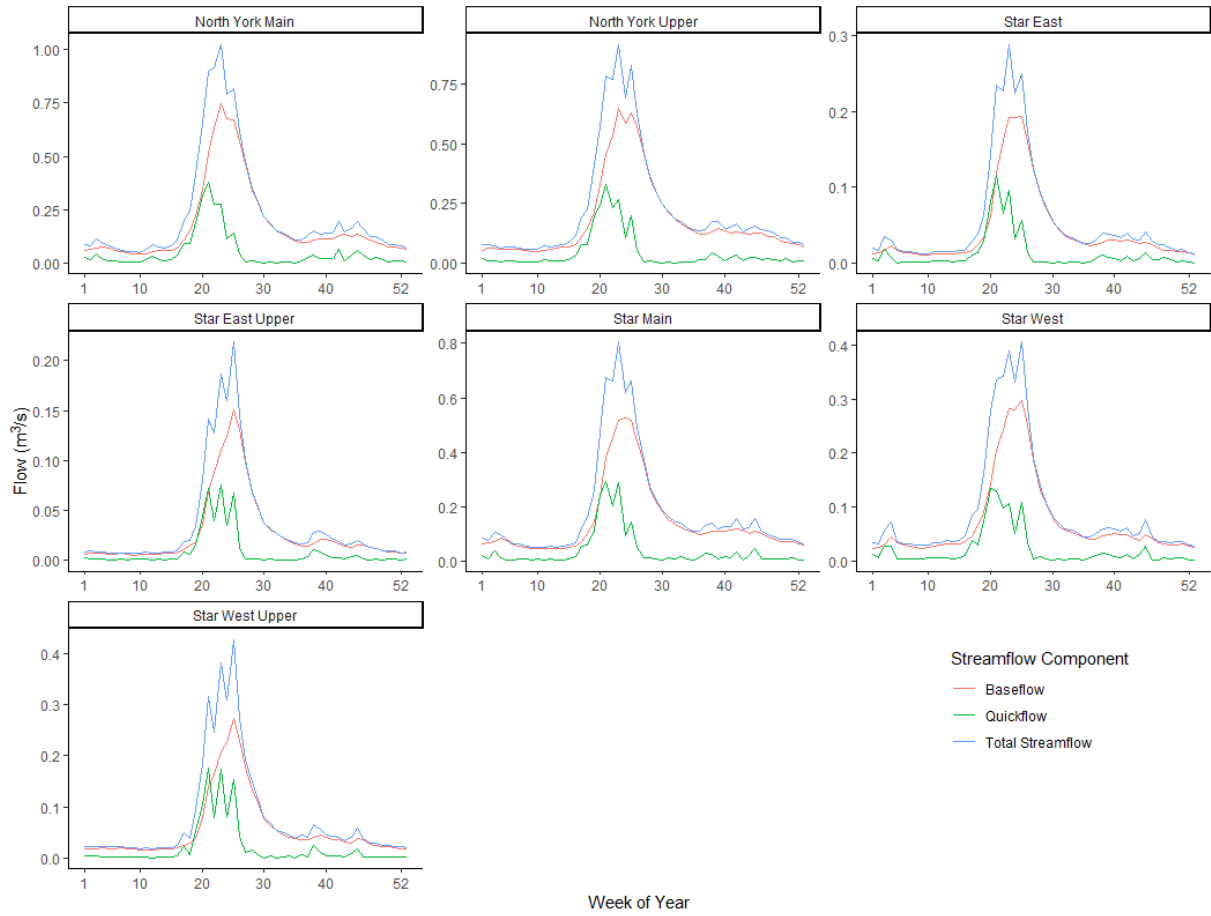 North York Main
North York Upper
Star East
1.00
0.75
0.50
0.25
0.00
1 10 20 30 40 52
0.75
0.50
0.25
0.00
1 10 20 30 40 52
0.3
0.2
0.1
0.0
1 10 20 30 40 52
Star East Upper
Star Main
Star West
0.20
0.15
0.10
0.05
0.00
1 10 20 30 40 52
0.8
0.6
0.4
0.2
0.0
1 10 20 30 40 52
0.4
0.3
0.2
0.1
0.0
1 10 20 30 40 52
Flow (m³/s)
Star West Upper
0.4
0.3
0.2
0.1
0.0
1 10 20 30 40 52
Streamflow Component
Baseflow
Quickflow
Total Streamflow
Week of Year